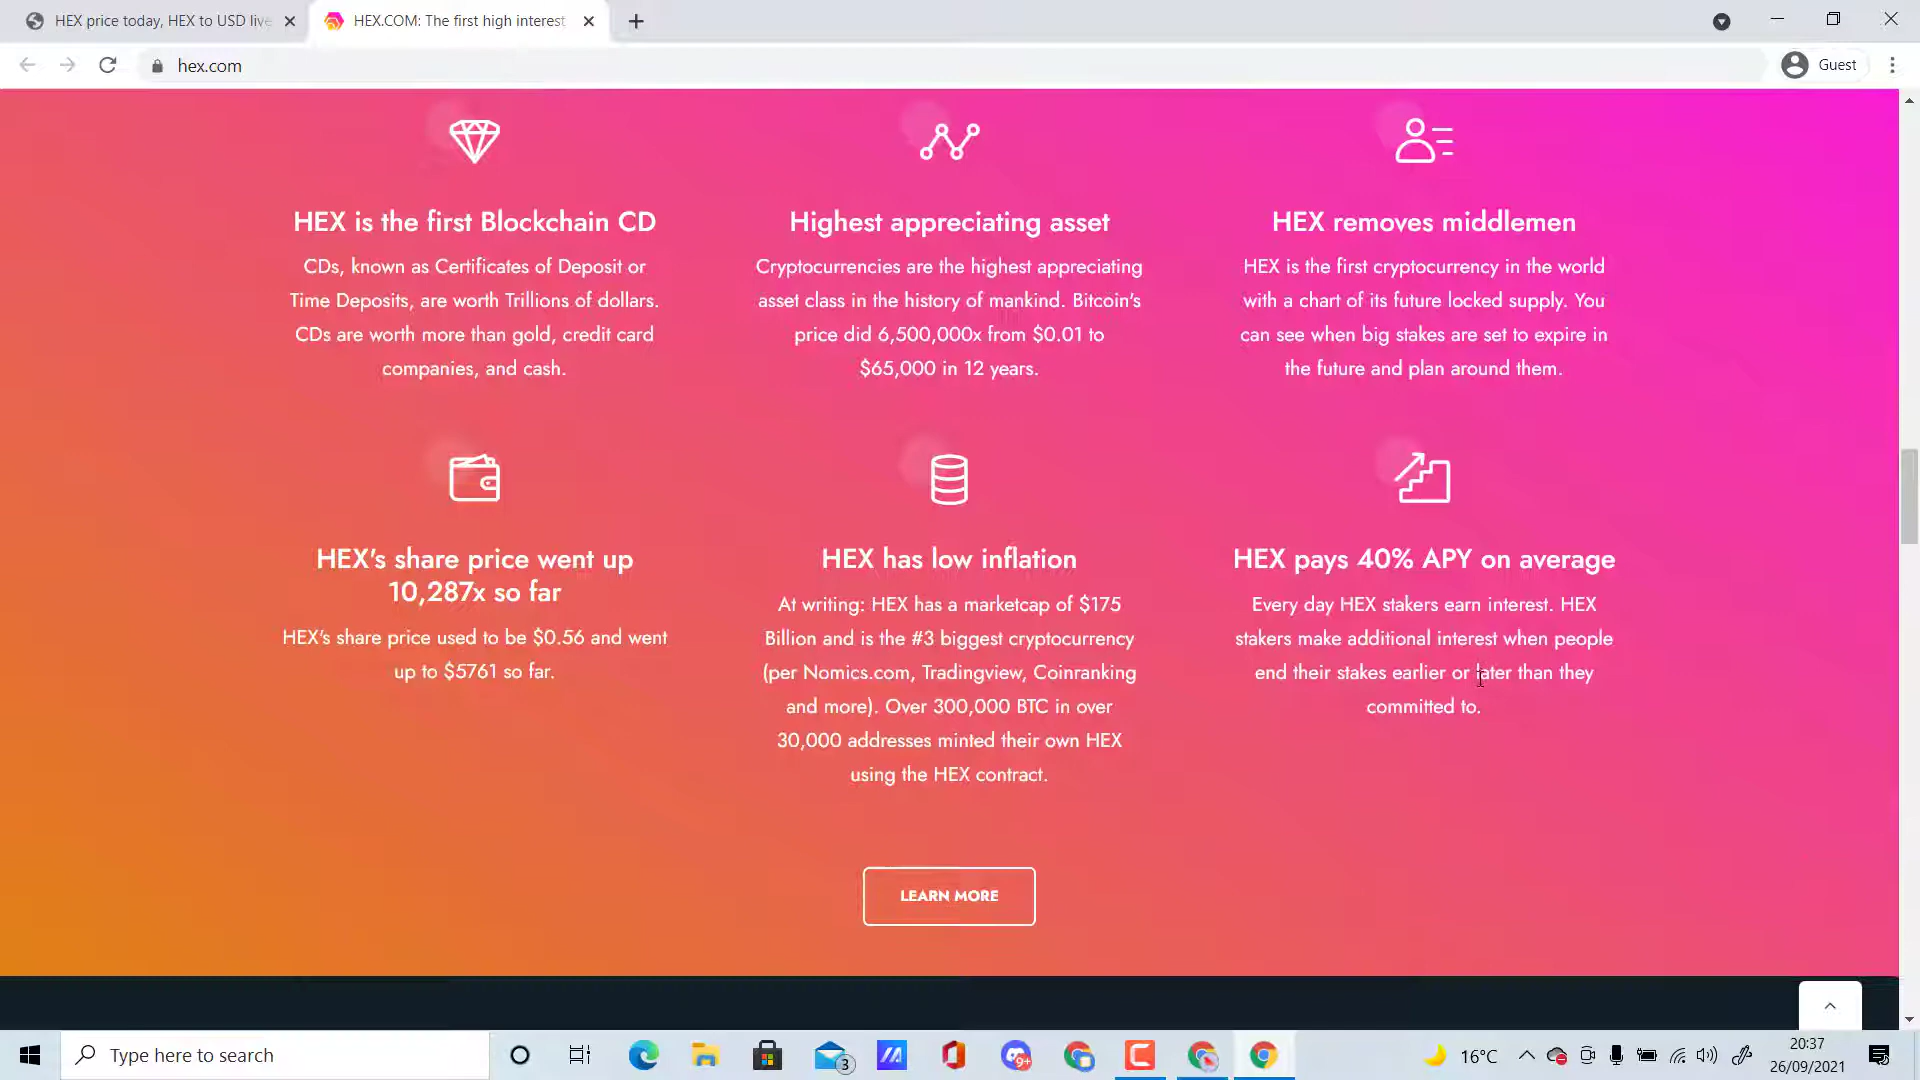 HEX price today, HEX to USD live
HEX.COM: The first high interest
hex.com
Guest
HEX is the first Blockchain CD
CDs, known as Certificates of Deposit or
Time Deposits, are worth Trillions of dollars.
CDs are worth more than gold, credit card
companies, and cash.
Highest appreciating asset
Cryptocurrencies are the highest appreciating
asset class in the history of mankind. Bitcoin's
price did 6,500,000x from $0.01 to
$65,000 in 12 years.
HEX removes middlemen
HEX is the first cryptocurrency in the world
with a chart of its future locked supply. You
can see when big stakes are set to expire in
the future and plan around them.
HEX's share price went up
10,287x so far
HEX's share price used to be $0.56 and went
up to $5761 so far.
HEX has low inflation
At writing: HEX has a marketcap of $175
Billion and is the #3 biggest cryptocurrency
(per Nomics.com, Tradingview, Coinranking
and more). Over 300,000 BTC in over
30,000 addresses minted their own HEX
using the HEX contract.
HEX pays 40% APY on average
Every day HEX stakers earn interest. HEX
stakers make additional interest when people
end their stakes earlier or later than they
committed to.
LEARN MORE
Type here to search
3
9+
16°C
20:37
26/09/2021